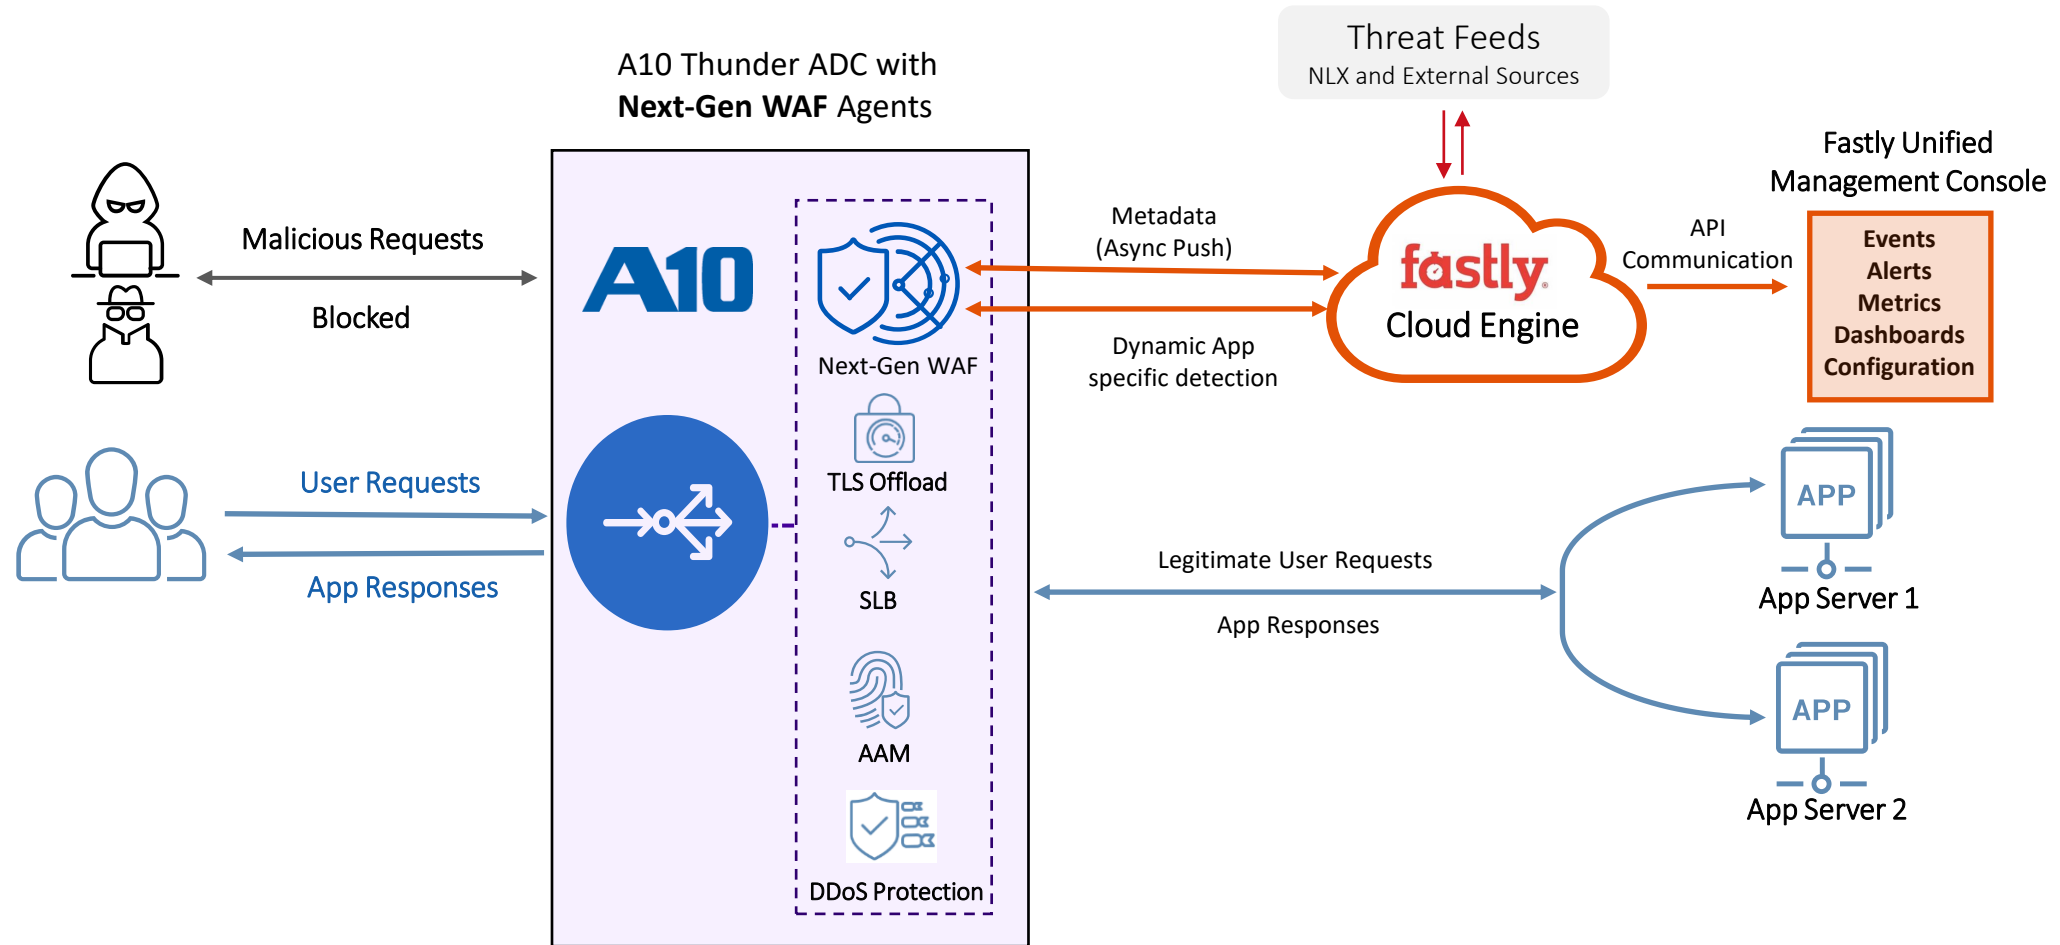 Threat Feeds
NLX and External Sources
A10 Thunder ADC with
Next-Gen WAF Agents
Fastly Unified
Management Console
Malicious Requests
Blocked
A10
Next-Gen WAF
Metadata
(Async Push)
Dynamic App
specific detection
fastly
Cloud Engine
API
Communication
Events
Alerts
Metrics
Dashboards
Configuration
User Requests
App Responses
TLS Offload
SLB
AAM
DDoS Protection
Legitimate User Requests
App Responses
APP
App Server 1
APP
App Server 2